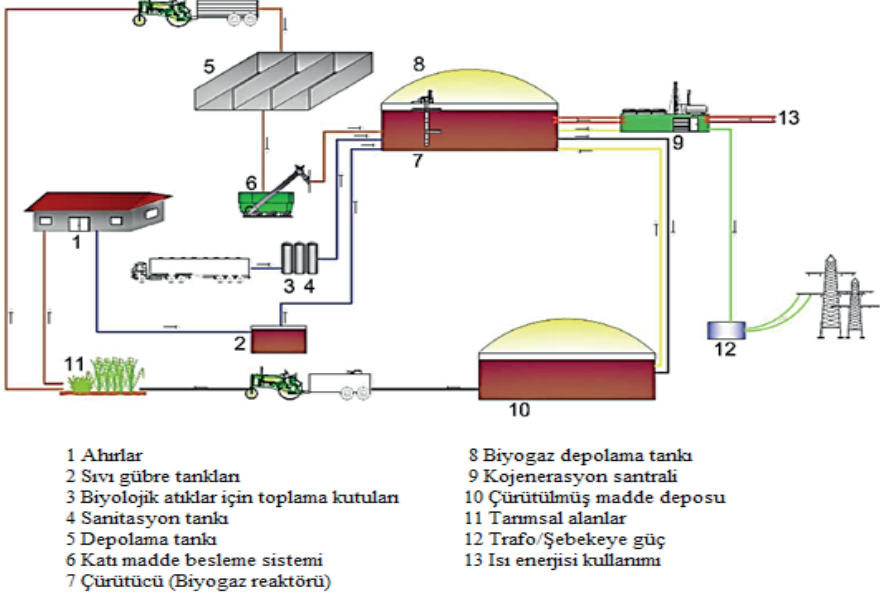 5
8
13
9
7
6
1
3 4
2
12
11
10
1 Ahırlar
2 Sıvı gübre tankları
3 Biyolojik atıklar için toplama kutuları
4 Sanitasyon tankı
5 Depolama tankı
6 Katı madde besleme sistemi
7 Çürütücü (Biyogaz reaktörü)
8 Biyogaz depolama tankı
9 Kojenerasyon santrali
10 Çürütülmüş madde deposu
11 Tarımsal alanlar
12 Trafo/Şebekeye güç
13 Isı enerjisi kullanımı